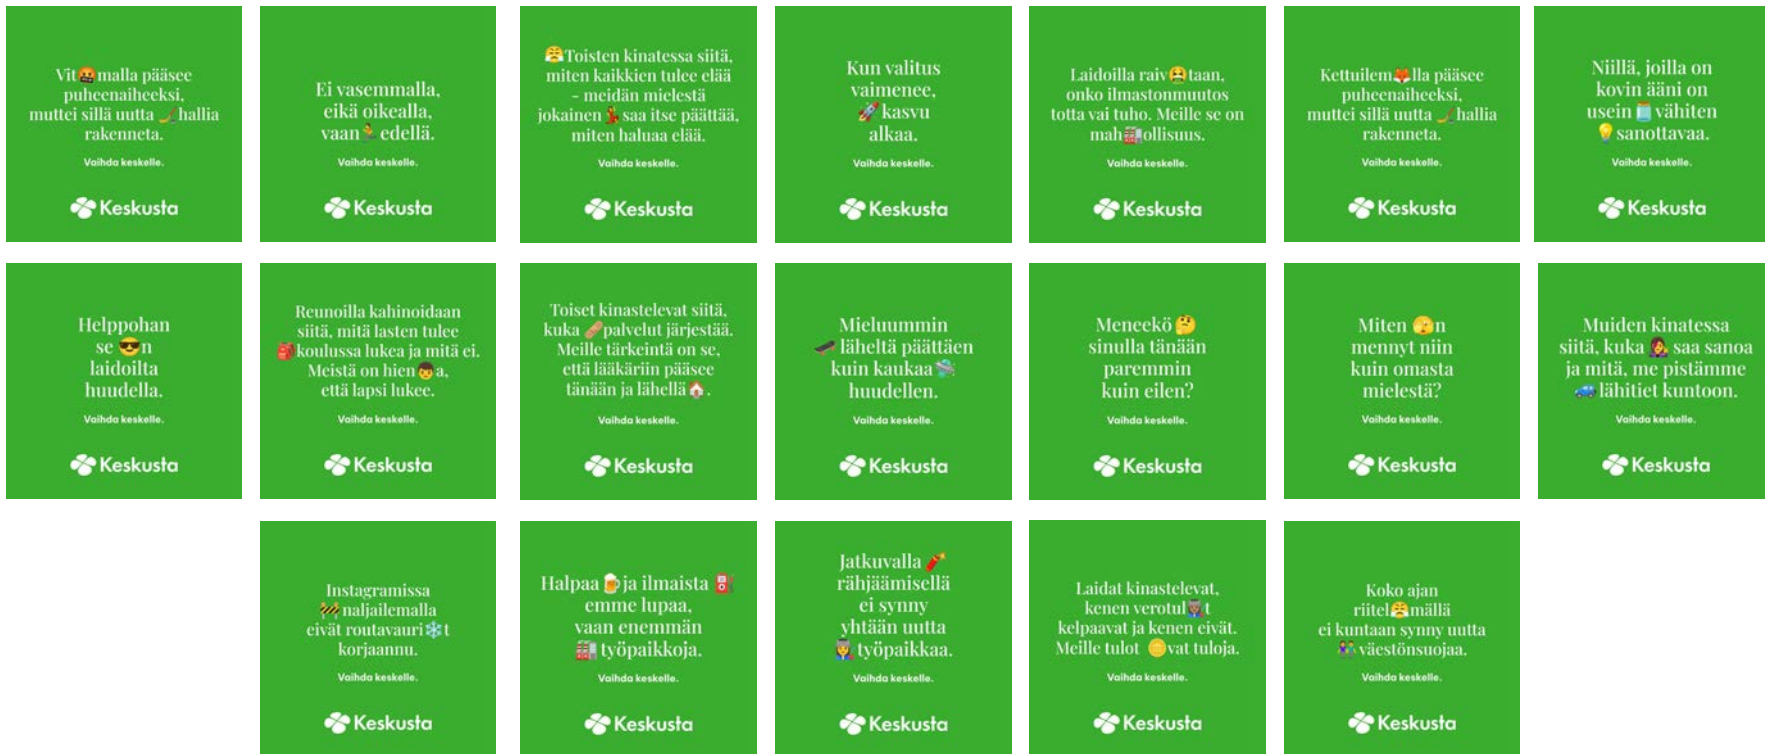 Vit🤬malla pääsee
puheenaiheeksi,
muttei sillä uutta 🏒hallia
rakenneta.
Vaihda keskelle.
Keskusta
Ei vasemmalla,
eikä oikealla,
vaan🏃edellä.
Vaihda keskelle.
Keskusta
😤Toisten kinatessa siitä,
miten kaikkien tulee elää
- meidän mielestä
jokainen💃saa itse päättää,
miten haluaa elää.
Vaihda keskelle.
Keskusta
Kun valitus
vaimenee,
🚀kasvu
alkaa.
Vaihda keskelle.
Keskusta
Laidoilla raiv😷taan,
onko ilmastonmuutos
totta vai tuho. Meille se on
mah🏭ollisuus.
Vaihda keskelle.
Keskusta
Kettuilem🦊lla pääsee
puheenaiheeksi,
muttei sillä uutta 🏒hallia
rakenneta.
Vaihda keskelle.
Keskusta
Niillä, joilla on
kovin ääni on
usein🫙vähiten
💡sanottavaa.
Vaihda keskelle.
Keskusta
Helppohan
se 😎n
laidoilta
huudella.
Vaihda keskelle.
Keskusta
Reunoilla kahinoidaan
siitä, mitä lasten tulee
🎒koulussa lukea ja mitä ei.
Meistä on hien👦a,
että lapsi lukee.
Vaihda keskelle.
Keskusta
Toiset kinastelevat siitä,
kuka 🩹palvelut järjestää.
Meille tärkeintä on se,
että lääkäriin pääsee
tänään ja lähellä🏠.
Vaihda keskelle.
Keskusta
Mieluummin
🛹läheltä päättäen
kuin kaukaa🛸
huudellen.
Vaihda keskelle.
Keskusta
Meneekö🤔
sinulla tänään
paremmin
kuin eilen?
Vaihda keskelle.
Keskusta
Miten 🫣n
mennyt niin
kuin omasta
mielestä?
Vaihda keskelle.
Keskusta
Muiden kinatessa
siitä, kuka 👩‍🎤 saa sanoa
ja mitä, me pistämme
🚙lähitiet kuntoon.
Vaihda keskelle.
Keskusta
Instagramissa
🚧naljailemalla
eivät routavauri❄️t
korjaannu.
Vaihda keskelle.
Keskusta
Halpaa🍺ja ilmaista ⛽
emme lupaa,
vaan enemmän
🏭työpaikkoja.
Vaihda keskelle.
Keskusta
Jatkuvalla 🧨
rähjäämisellä
ei synny
yhtään uutta
👩‍🏭työpaikkaa.
Vaihda keskelle.
Keskusta
Laidat kinastelevat,
kenen verotul👩🏽‍🏭t
kelpaavat ja kenen eivät.
Meille tulot 🪙vat tuloja.
Vaihda keskelle.
Keskusta
Koko ajan
riitel😤mällä
ei kuntaan synny uutta
👫väestönsuojaa.
Vaihda keskelle.
Keskusta